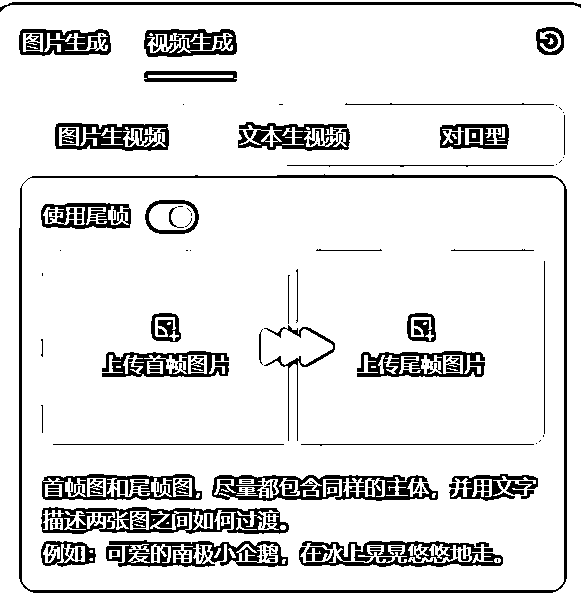 图片生成 视频生成
图片生视频 文本生视频 对口型
使用尾帧
上传首帧图片 上传尾帧图片
首帧图和尾帧图，尽量都包含同样的主体，并用文字
描述两张图之间如何过渡。
例如：可爱的南极小企鹅，在冰上晃晃悠悠地走。